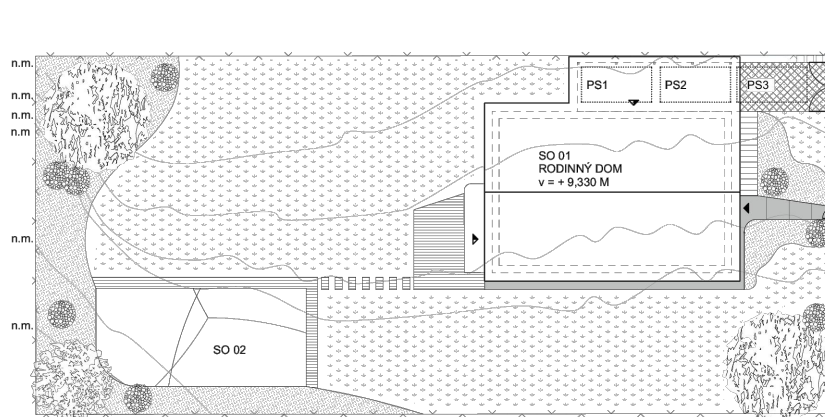 n.m.
n.m.
n.m.
n.m
n.m.
n.m.
PS1
PS2
PS3
SO 01
RODINNÝ DOM
v = + 9,330 M
SO 02